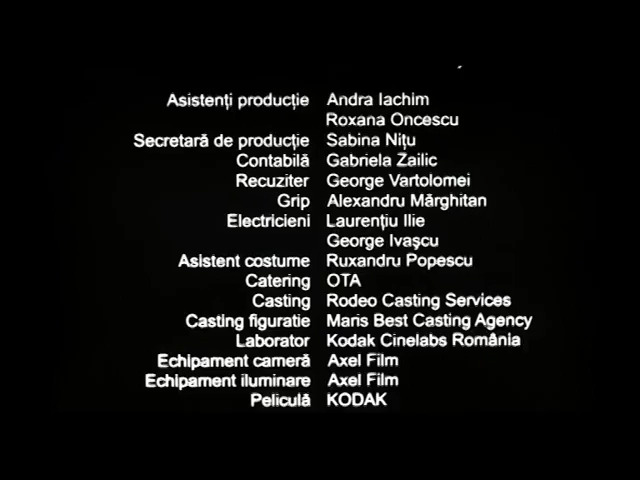 Asistenți producție Andra Iachim
Roxana Oncescu
Secretară de producție Sabina Nițu
Contabilă Gabriela Zailic
Recuziter George Vartolomei
Grip Alexandru Mărghitan
Electricieni Laurențiu Ilie
George Ivașcu
Asistent costume Ruxandru Popescu
Catering OTA
Casting Rodeo Casting Services
Casting figuratie Maris Best Casting Agency
Laborator Kodak Cinelabs România
Echipament cameră Axel Film
Echipament iluminare Axel Film
Peliculă KODAK